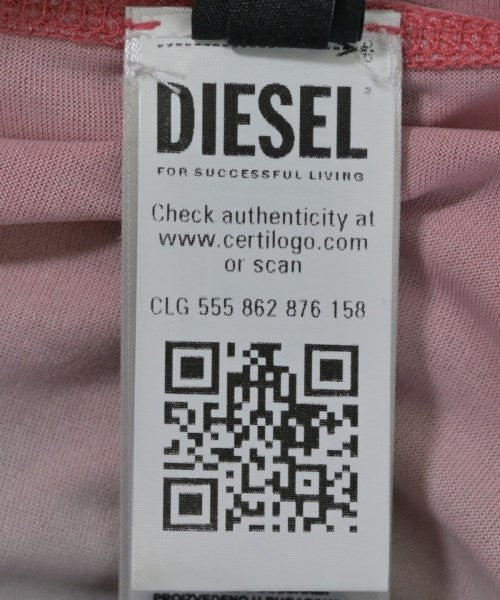 DIESEL
FOR SUCCESSFUL LIVING
Check authenticity at
www.certilogo.com
or scan
CLG 555 862 876 158